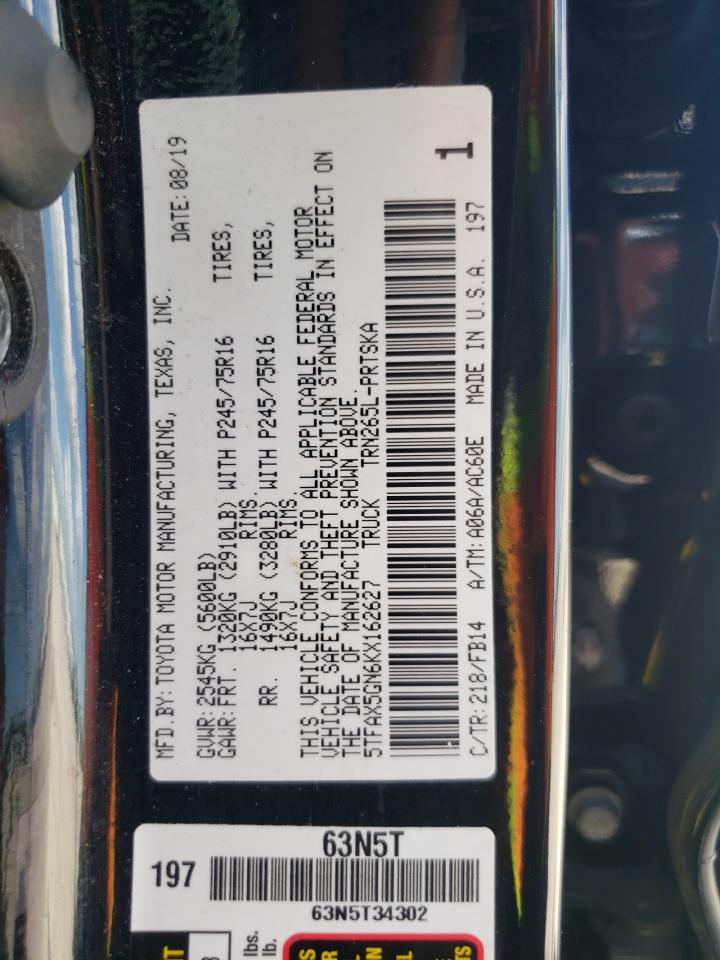 MFD.BY:TOYOTA MOTOR MANUFACTURING, TEXAS, INC. DATE:08/19
GVWR:2545KG (5600LB)
GAWR:FRT. 1320KG (2910LB) WITH P245/75R16 TIRES,
16X7J RIMS.
RR. 1490KG (3280LB) WITH P245/75R16 TIRES,
16X7J RIMS
THIS VEHICLE CONFORMS TO ALL APPLICABLE FEDERAL MOTOR
VEHICLE SAFETY AND THEFT PREVENTION STANDARDS IN EFFECT ON
THE DATE OF MANUFACTURE SHOWN ABOVE.
5TFAX5GN6KX162627 TRUCK TRN265L-PRTSKA
1
C/TR:218/FB14 A/TM:A06A/AC60E MADE IN U.S.A. 197
63N5T
197
63N5T34302
lbs.
lb.